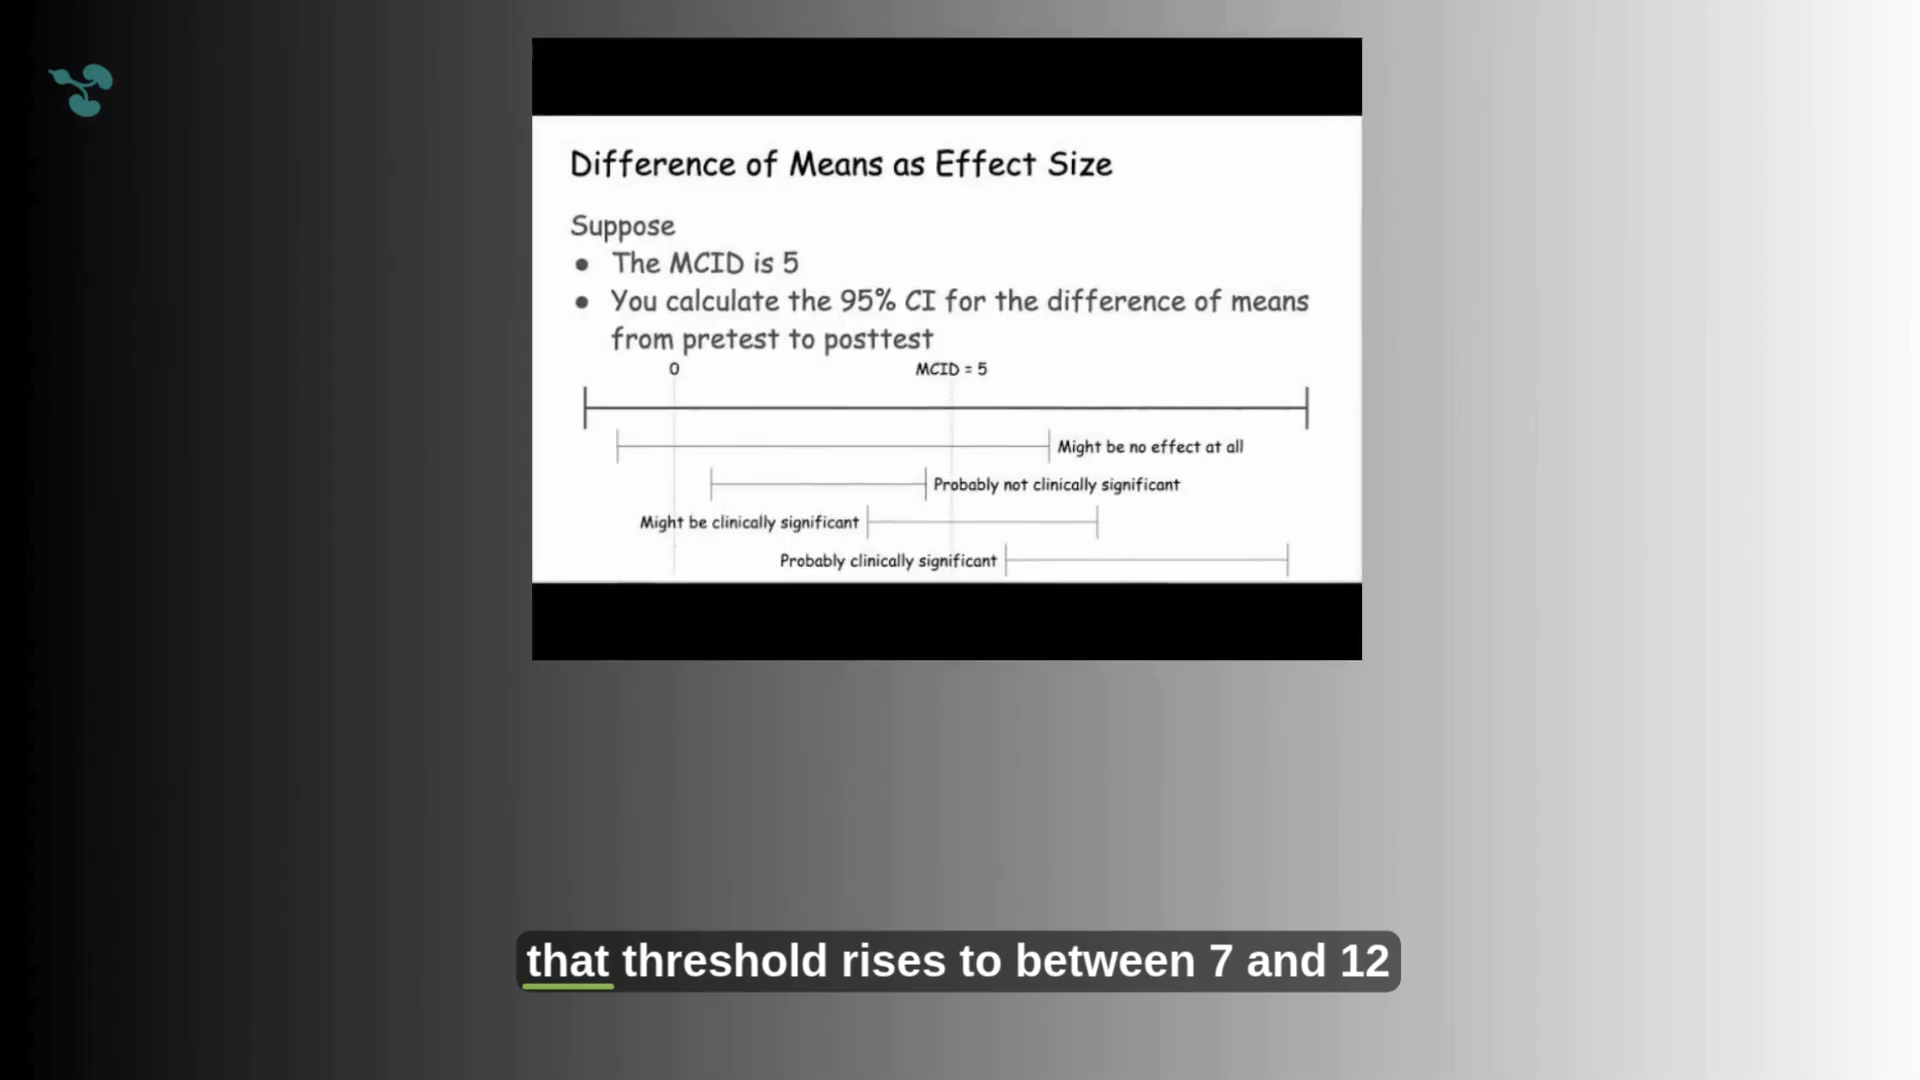 Difference of Means as Effect Size
Suppose
● The MCID is 5
● You calculate the 95% CI for the difference of means
from pretest to posttest
0 MCID = 5
Might be no effect at all
Probably not clinically significant
Might be clinically significant
Probably clinically significant
that threshold rises to between 7 and 12